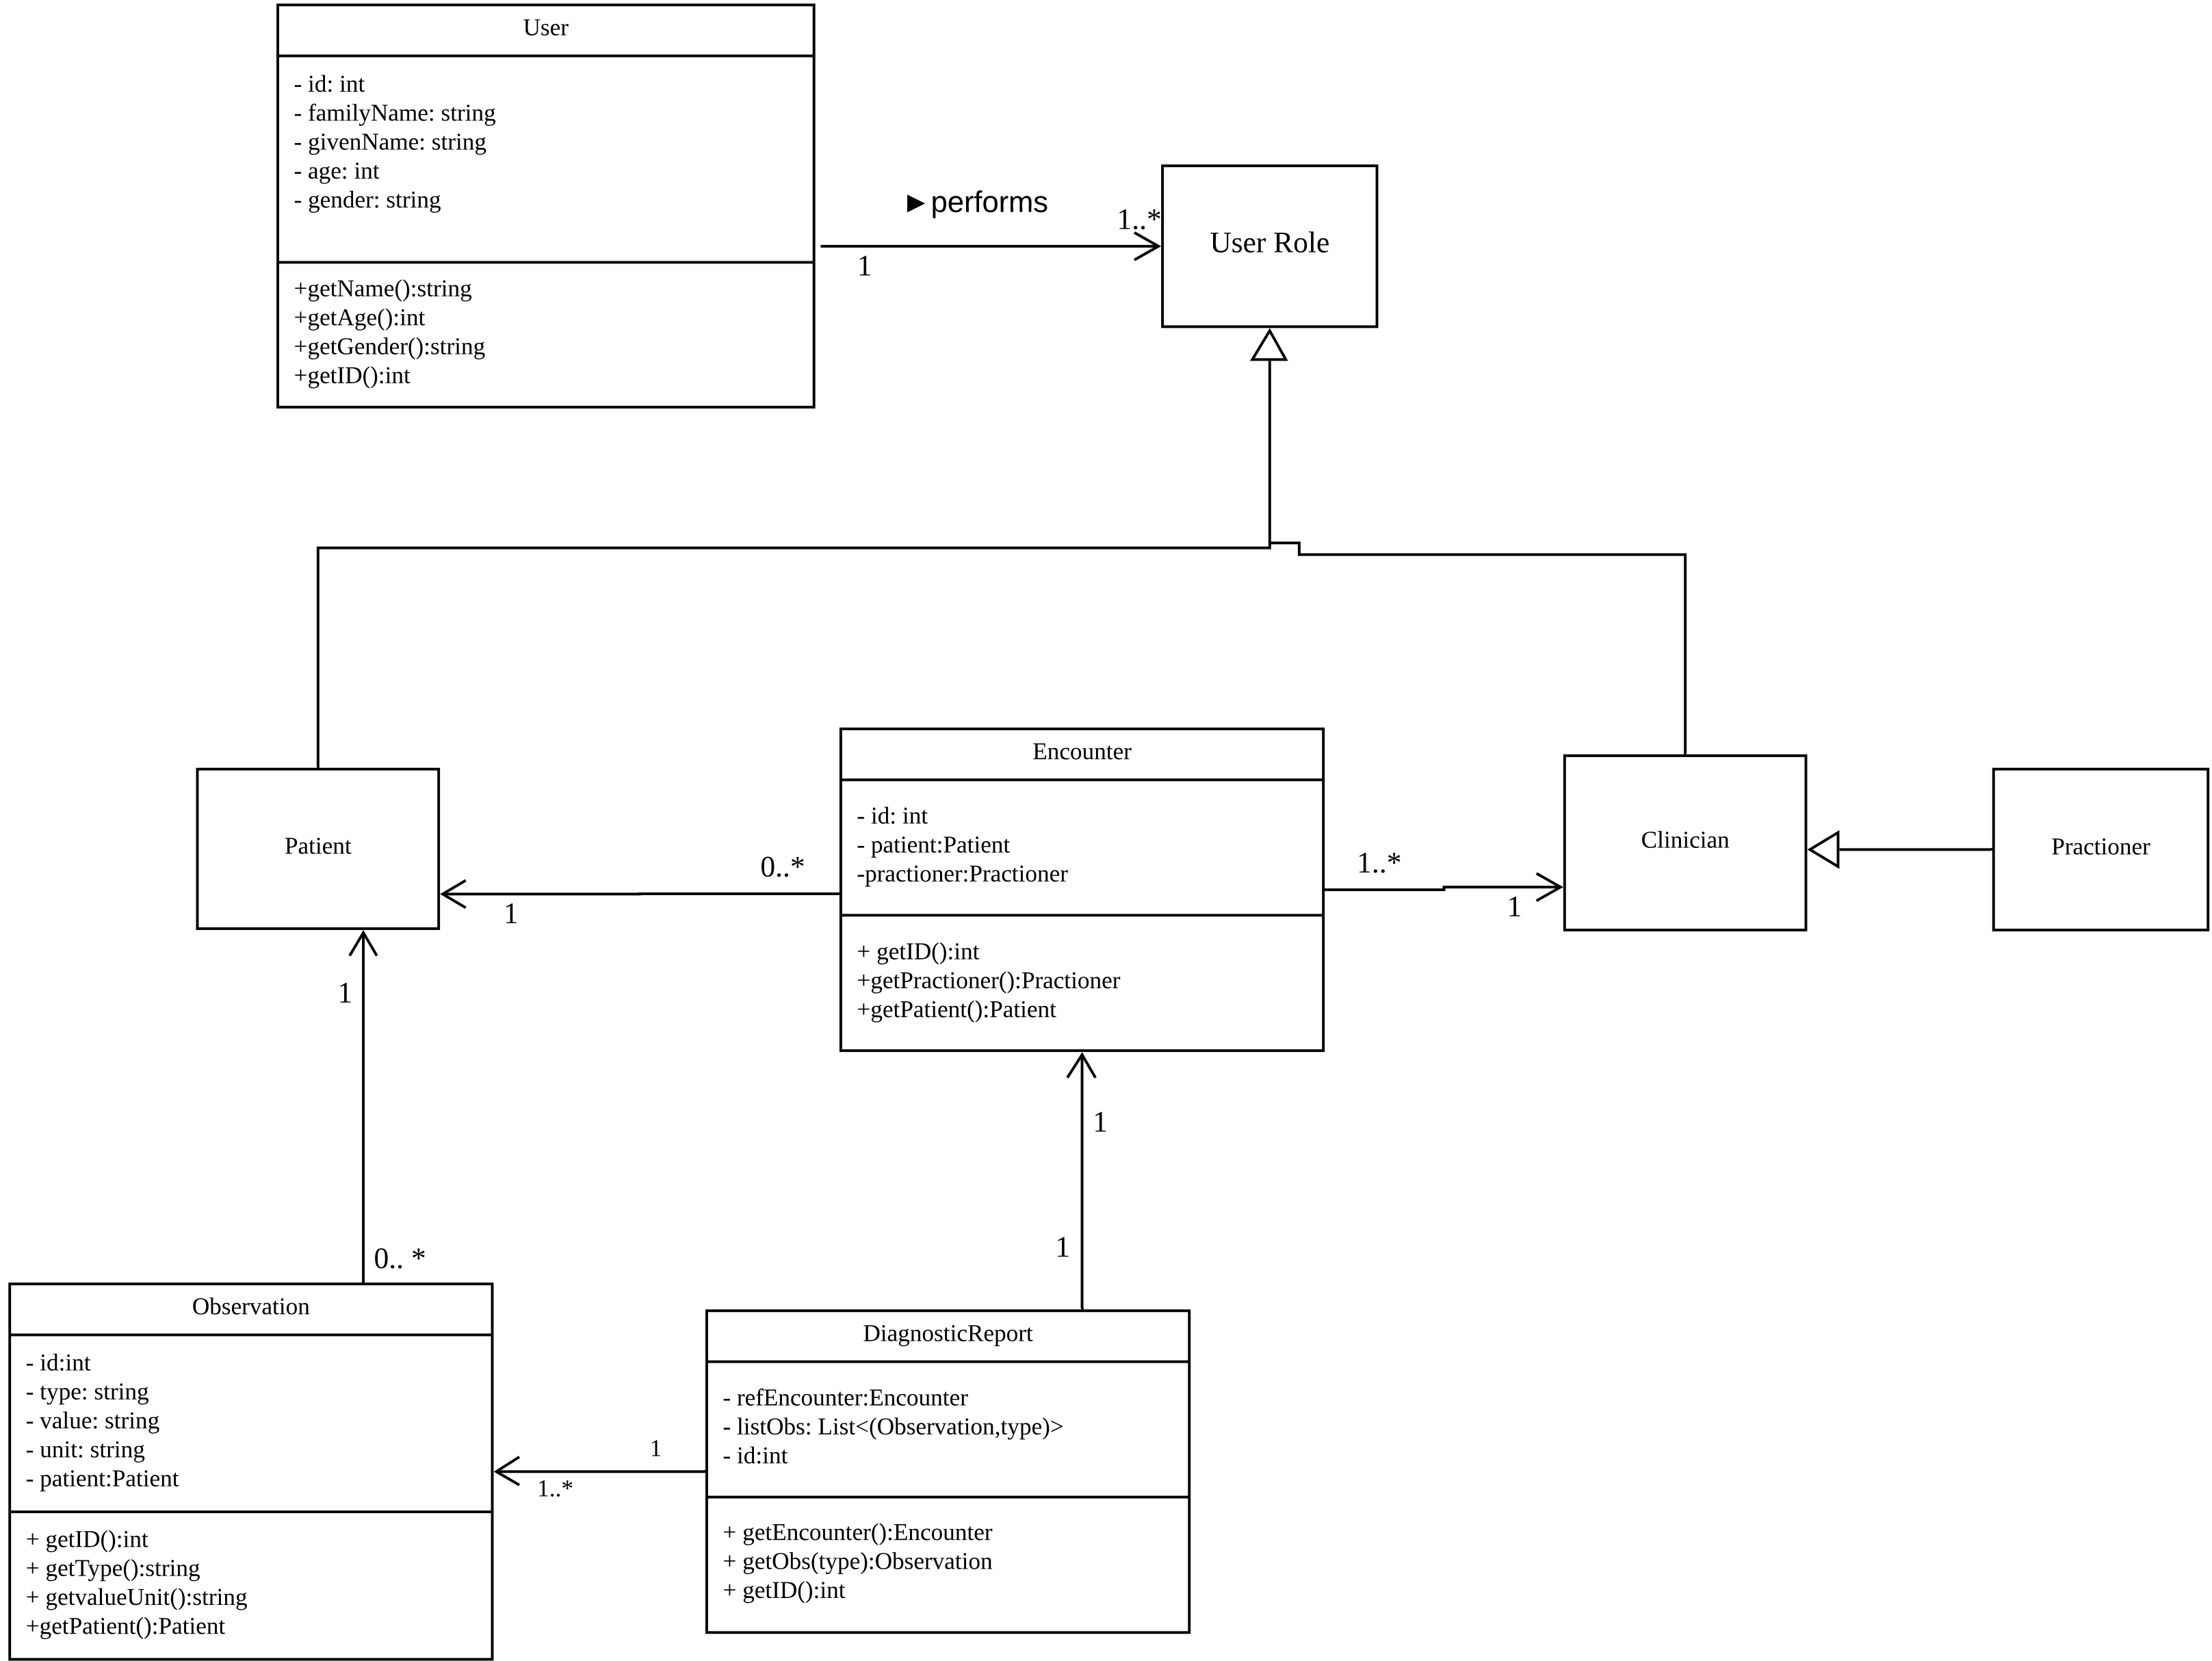 User
- id: int
- familyName: string
- givenName: string
- age: int
- gender: string
+getName():string
+getAge():int
+getGender():string
+getID():int
►performs
1..*
1
User Role
Patient
Encounter
- id: int
- patient:Patient
-practioner:Practioner
+ getID():int
+getPractioner():Practioner
+getPatient():Patient
0..*
1
1..*
1
Clinician
Practioner
1
0.. *
1
1
Observation
- id:int
- type: string
- value: string
- unit: string
- patient:Patient
+ getID():int
+ getType():string
+ getvalueUnit():string
+getPatient():Patient
1
1..*
DiagnosticReport
- refEncounter:Encounter
- listObs: List<(Observation,type)>
- id:int
+ getEncounter():Encounter
+ getObs(type):Observation
+ getID():int